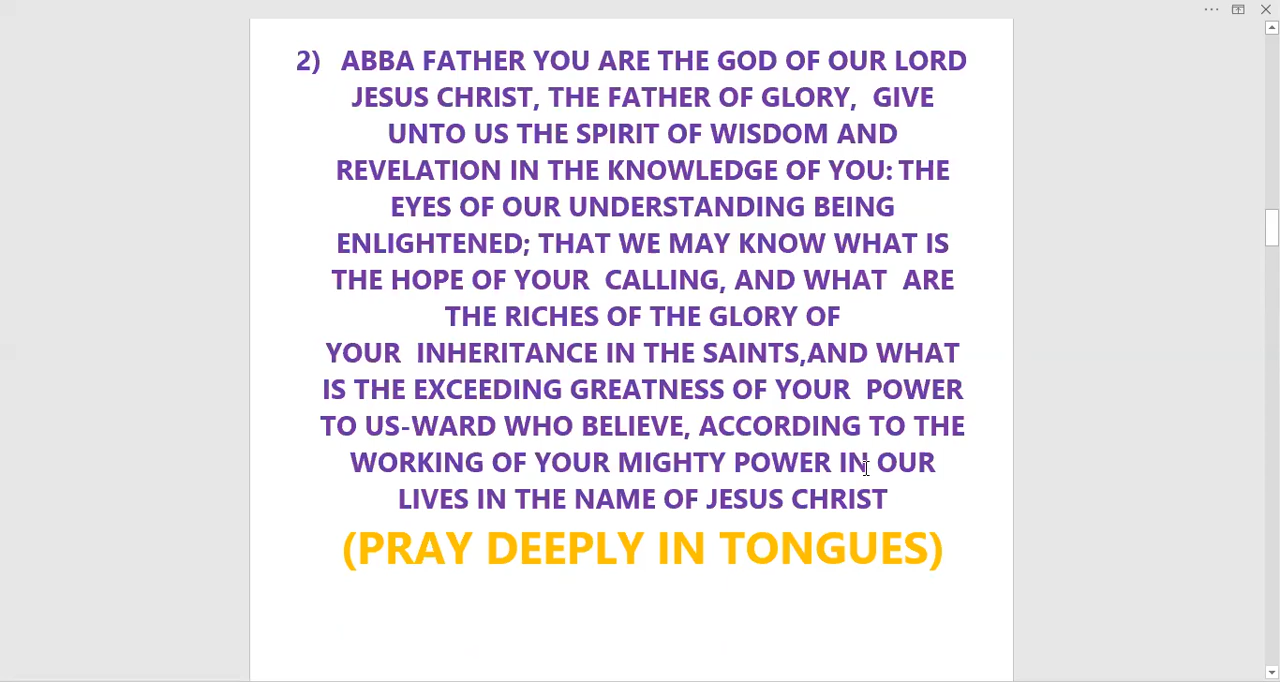 2) ABBA FATHER YOU ARE THE GOD OF OUR LORD
JESUS CHRIST, THE FATHER OF GLORY, GIVE
UNTO US THE SPIRIT OF WISDOM AND
REVELATION IN THE KNOWLEDGE OF YOU: THE
EYES OF OUR UNDERSTANDING BEING
ENLIGHTENED; THAT WE MAY KNOW WHAT IS
THE HOPE OF YOUR CALLING, AND WHAT ARE
THE RICHES OF THE GLORY OF
YOUR INHERITANCE IN THE SAINTS,AND WHAT
IS THE EXCEEDING GREATNESS OF YOUR POWER
TO US-WARD WHO BELIEVE, ACCORDING TO THE
WORKING OF YOUR MIGHTY POWER IN OUR
LIVES IN THE NAME OF JESUS CHRIST
(PRAY DEEPLY IN TONGUES)